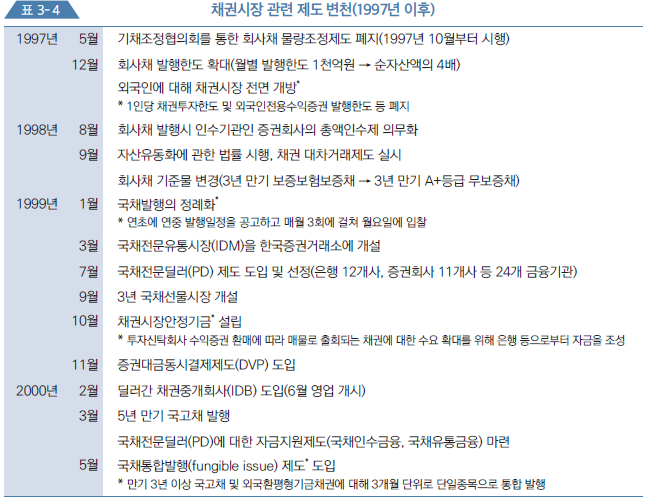 표 3-4 채권시장 관련 제도 변천(1997년 이후)
1997년 5월 기채조정협의회를 통한 회사채 물량조정제도 폐지(1997년 10월부터 시행)
12월 회사채 발행한도 확대(월별 발행한도 1천억원 → 순자산액의 4배)
외국인에 대해 채권시장 전면 개방*
* 1인당 채권투자한도 및 외국인전용수익증권 발행한도 등 폐지
1998년 8월 회사채 발행시 인수기관인 증권회사의 총액인수제 의무화
9월 자산유동화에 관한 법률 시행, 채권 대차거래제도 실시
회사채 기준물 변경(3년 만기 보증보험보증채 → 3년 만기 A+등급 무보증채)
1999년 1월 국채발행의 정례화*
* 연초에 연중 발행일정을 공고하고 매월 3회에 걸쳐 월요일에 입찰
3월 국채전문유통시장(IDM)을 한국증권거래소에 개설
7월 국채전문딜러(PD) 제도 도입 및 선정(은행 12개사, 증권회사 11개사 등 24개 금융기관)
9월 3년 국채선물시장 개설
10월 채권시장안정기금* 설립
* 투자신탁회사 수익증권 환매에 따라 매물로 출회되는 채권에 대한 수요 확대를 위해 은행 등으로부터 자금을 조성
11월 증권대금동시결제제도(DVP) 도입
2000년 2월 딜러간 채권중개회사(IDB) 도입(6월 영업 개시)
3월 5년 만기 국고채 발행
국채전문딜러(PD)에 대한 자금지원제도(국채인수금융, 국채유통금융) 마련
5월 국채통합발행(fungible issue) 제도* 도입
* 만기 3년 이상 국고채 및 외국환평형기금채권에 대해 3개월 단위로 단일종목으로 통합 발행